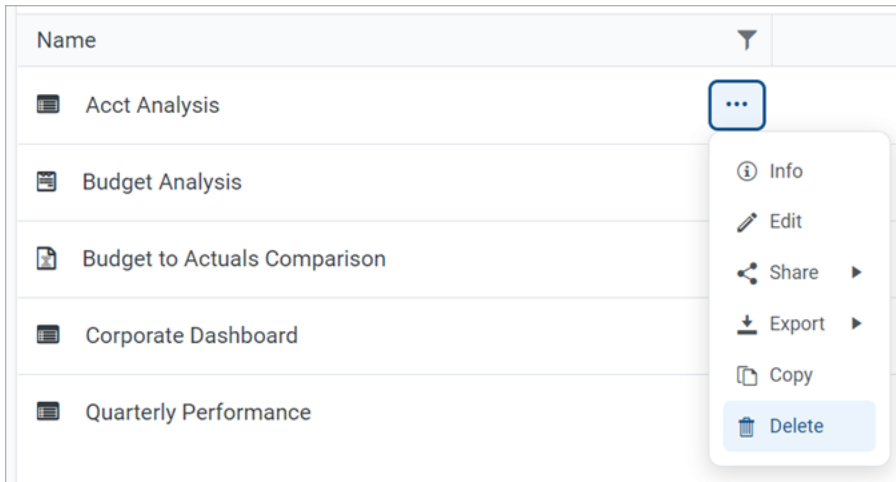 Name
Acct Analysis
Budget Analysis
Budget to Actuals Comparison
Corporate Dashboard
Quarterly Performance
Info
Edit
Share
Export
Copy
Delete